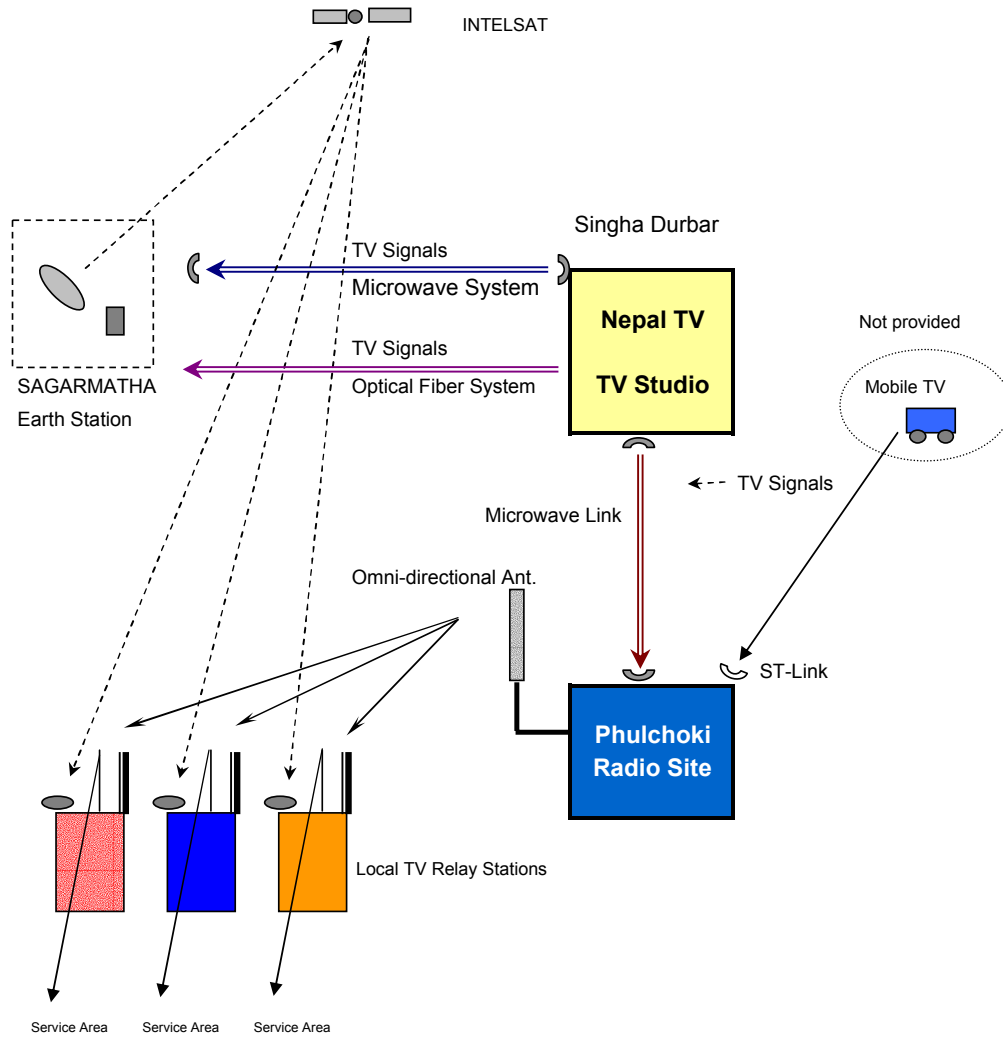 INTELSAT
Singha Durbar
TV Signals
Microwave System
Nepal TV
TV Studio
Not provided
Mobile TV
TV Signals
Optical Fiber System
SAGARMATHA
Earth Station
TV Signals
Microwave Link
Omni-directional Ant.
ST-Link
Phulchoki
Radio Site
Local TV Relay Stations
Service Area
Service Area
Service Area